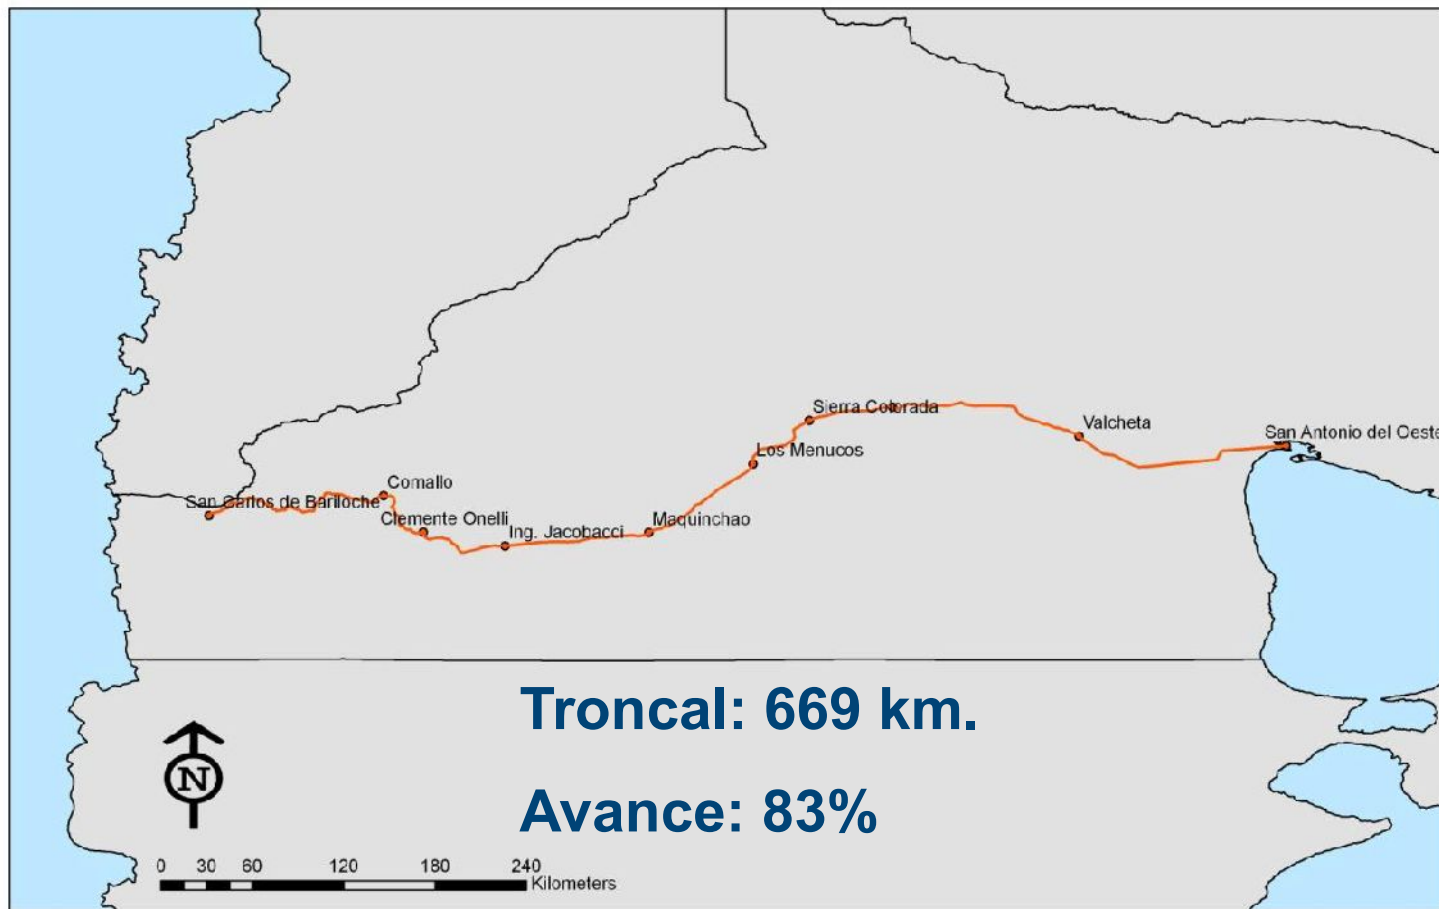 Sierra Colorada
Valcheta
San Antonio del Oeste
Los Menucos
Comallo
San Carlos de Bariloche
Clemente Onelli
Ing. Jacobacci
Maquinchao
Troncal: 669 km.
N
Avance: 83%
0 30 60 120 180 240
Kilometers